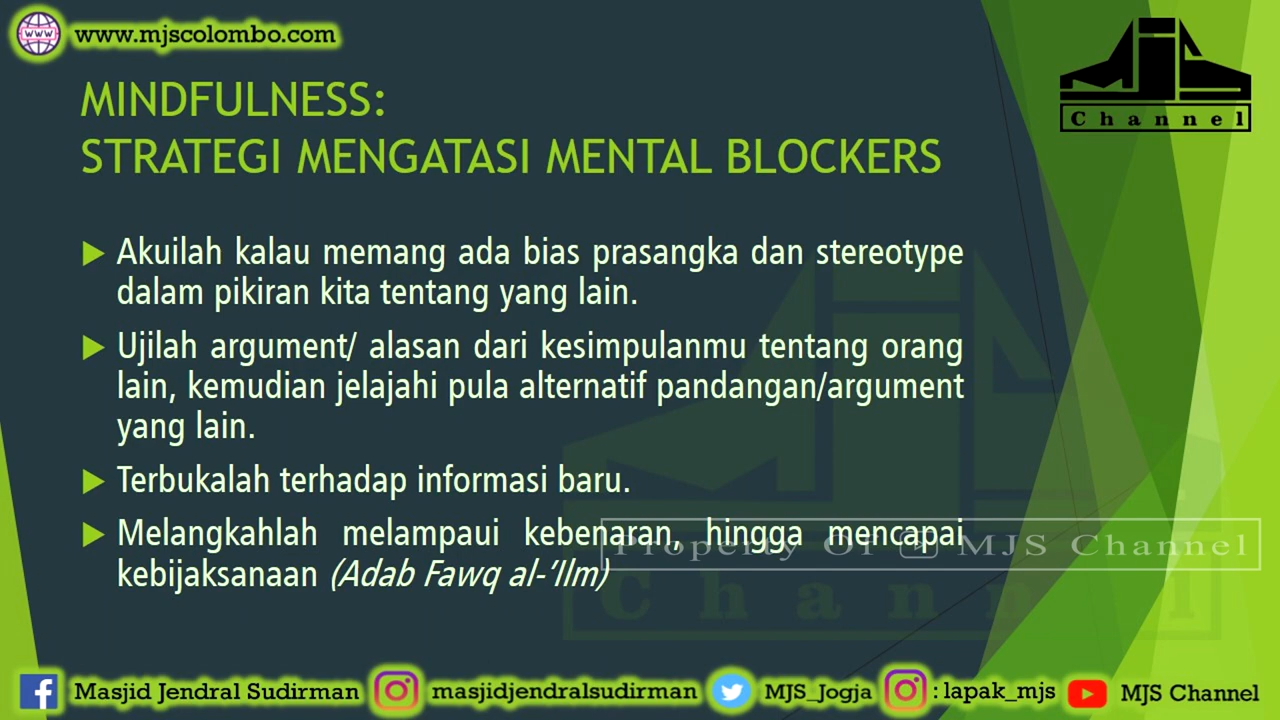 www.mjscolombo.com
Channel
MINDFULNESS:
STRATEGI MENGATASI MENTAL BLOCKERS
Akuilah kalau memang ada bias prasangka dan stereotype
dalam pikiran kita tentang yang lain.
Ujilah argument/ alasan dari kesimpulanmu tentang orang
lain, kemudian jelajahi pula alternatif pandangan/argument
yang lain.
Terbukalah terhadap informasi baru.
Melangkahlah melampaui kebenaran, hingga mencapai
kebijaksanaan (Adab Fawq al-'Ilm)
Property Of MJS Channel
Channel
Masjid Jendral Sudirman masjidjendralsudirman MJS_Jogja : lapak_mjs MJS Channel